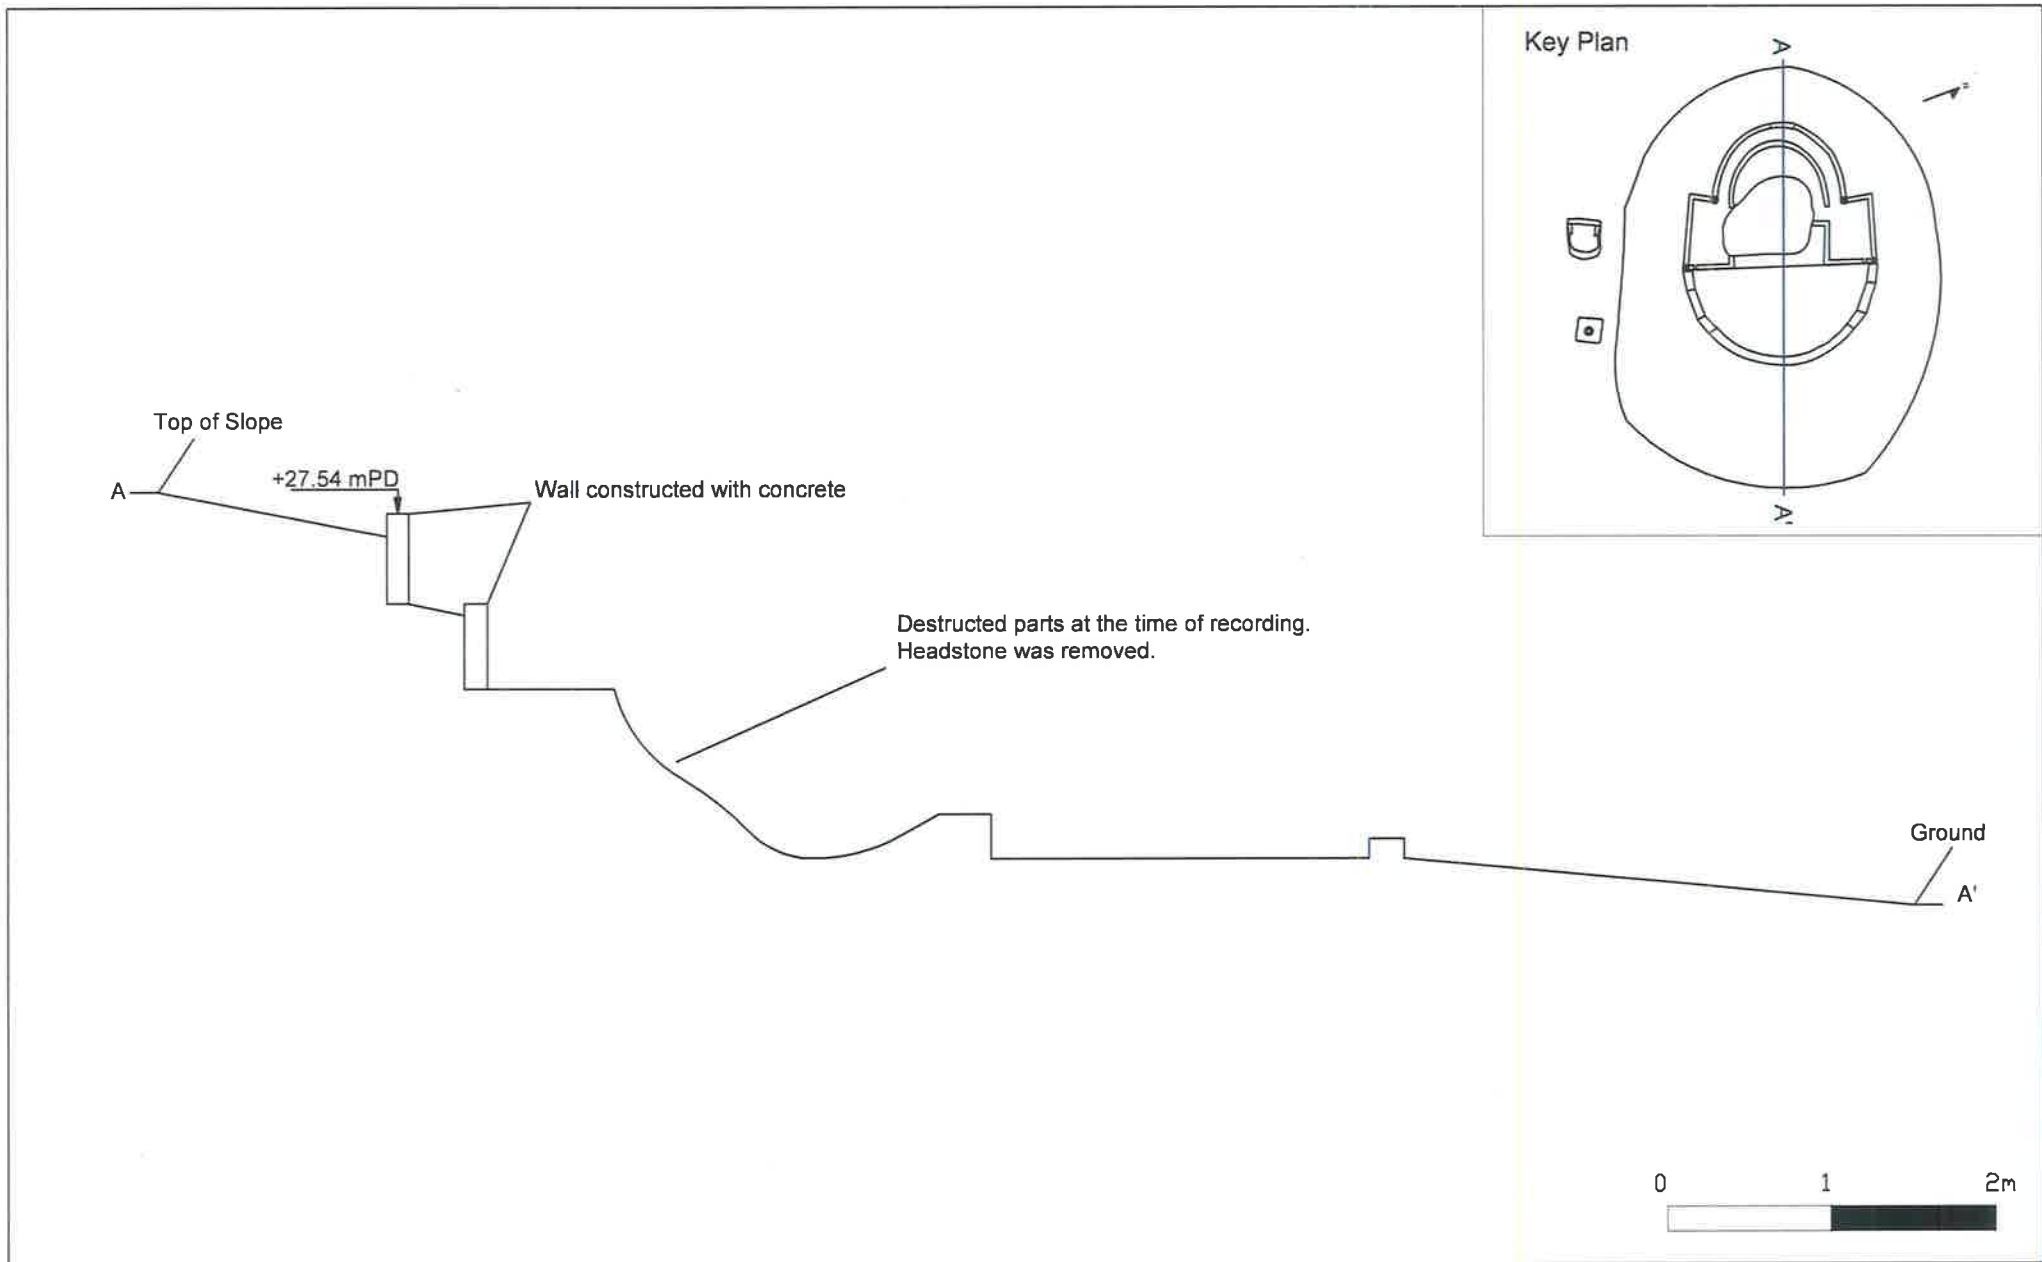 Key Plan
A
A'
Top of Slope
A
+27.54 mPD
Wall constructed with concrete
Destructed parts at the time of recording.
Headstone was removed.
Ground
A'
0 1 2m